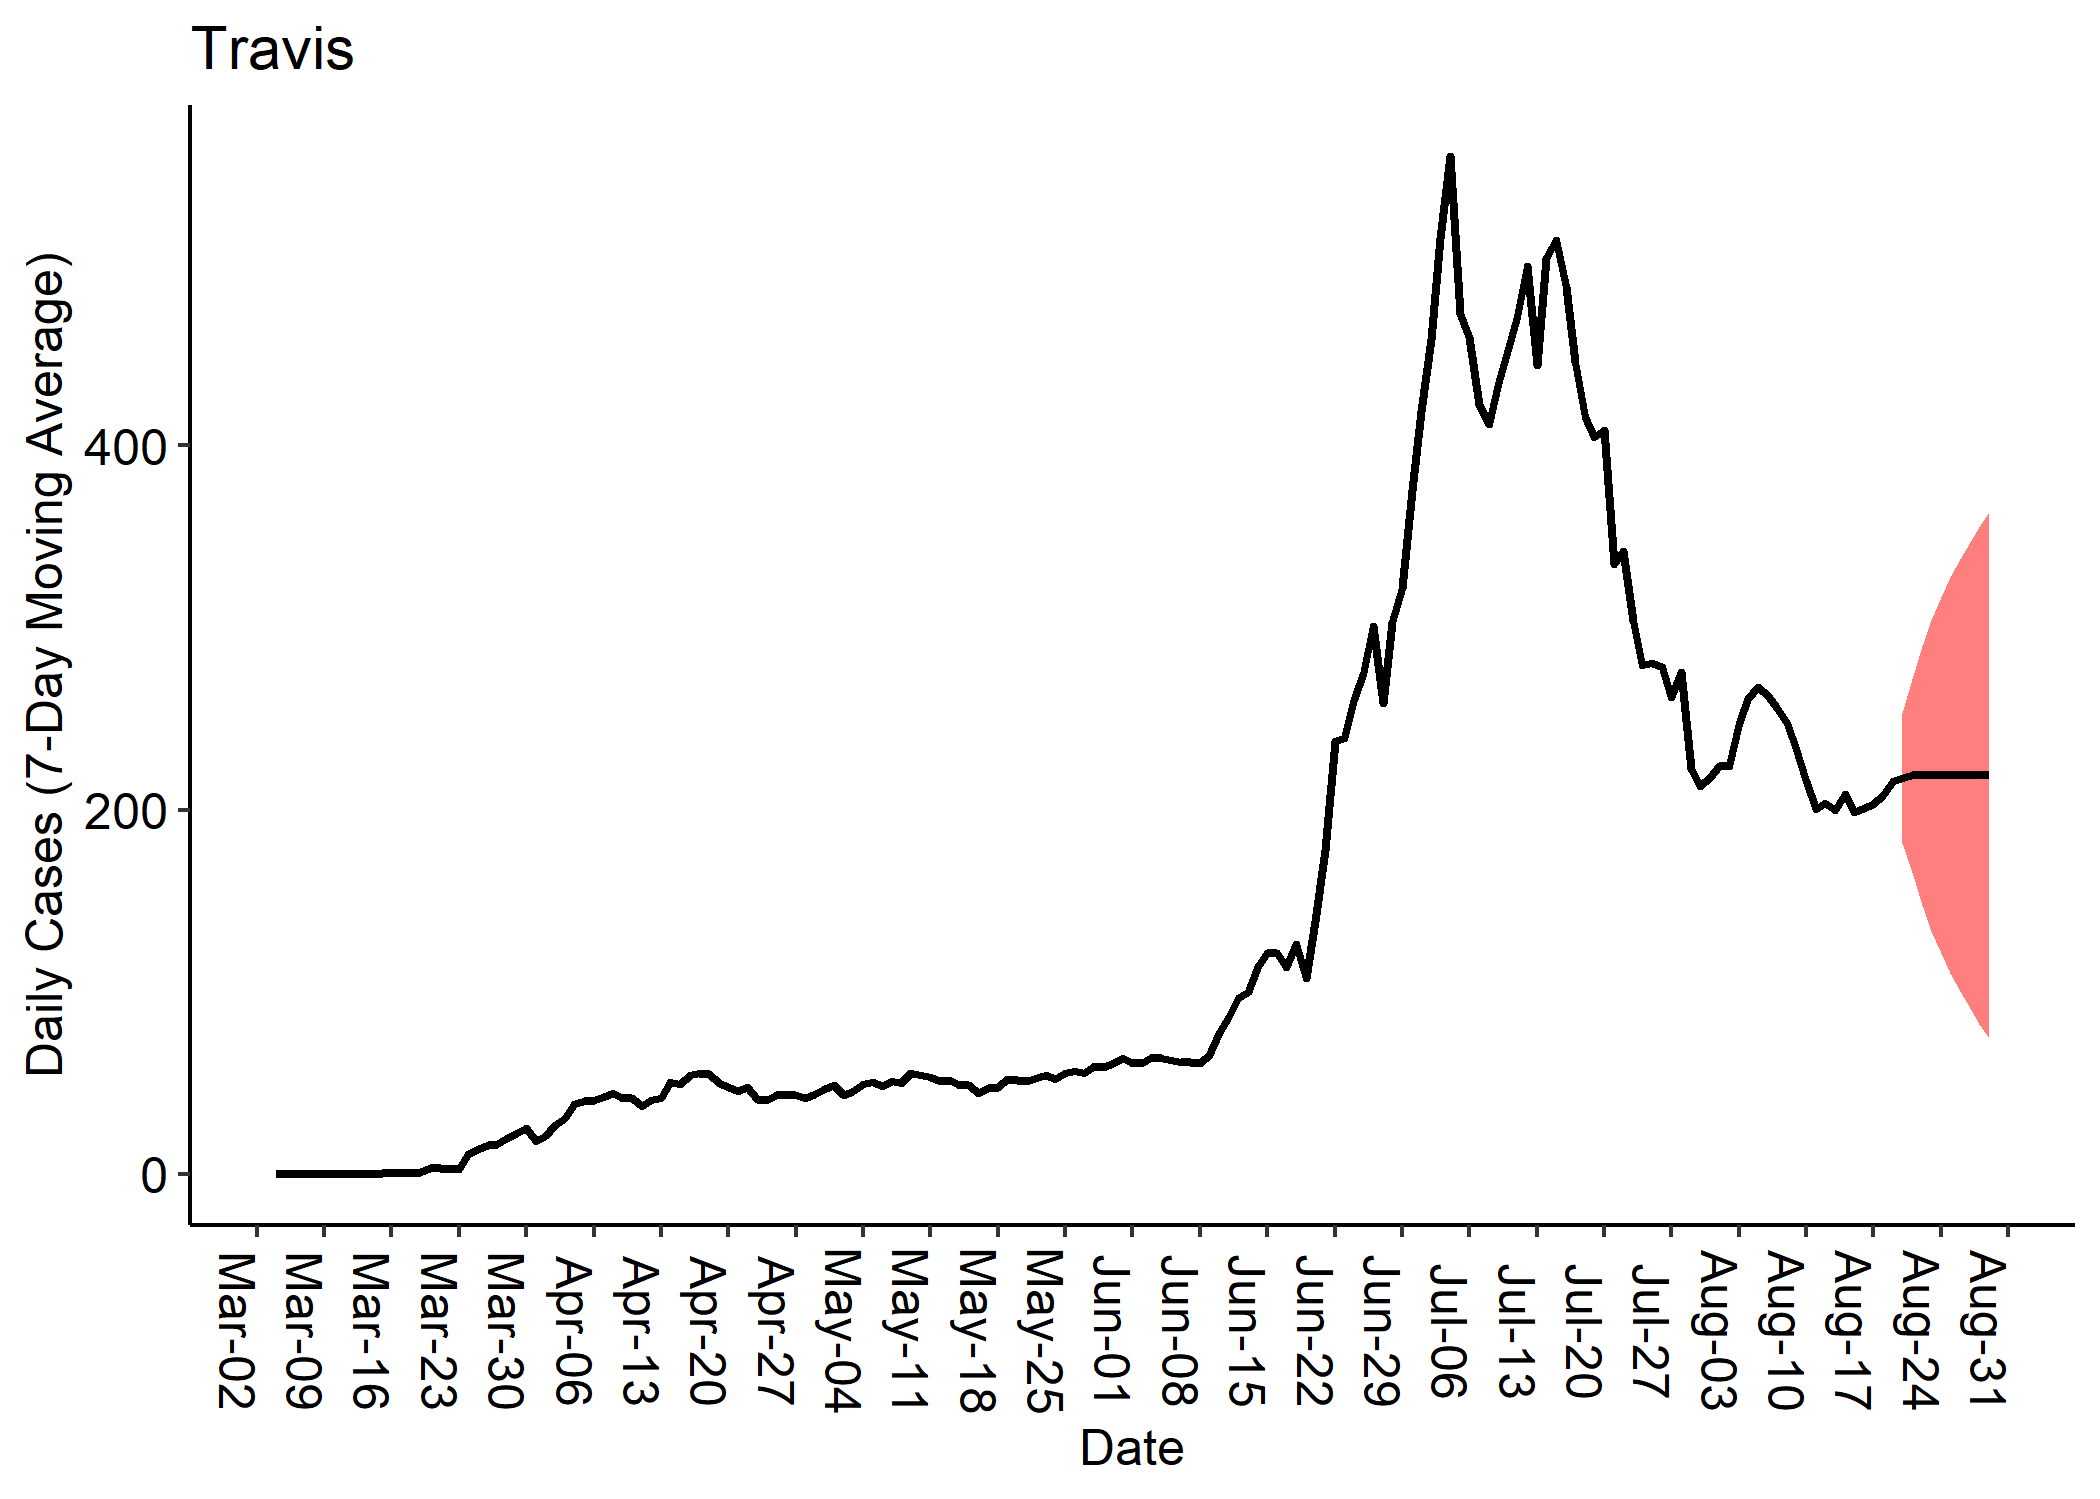 Travis
Daily Cases (7-Day Moving Average)
400
200
0
Mar-02
Mar-09
Mar-16
Mar-23
Mar-30
Apr-06
Apr-13
Apr-20
Apr-27
May-04
May-11
May-18
May-25
Jun-01
Jun-08
Jun-15
Jun-22
Jun-29
Jul-06
Jul-13
Jul-20
Jul-27
Aug-03
Aug-10
Aug-17
Aug-24
Aug-31
Date